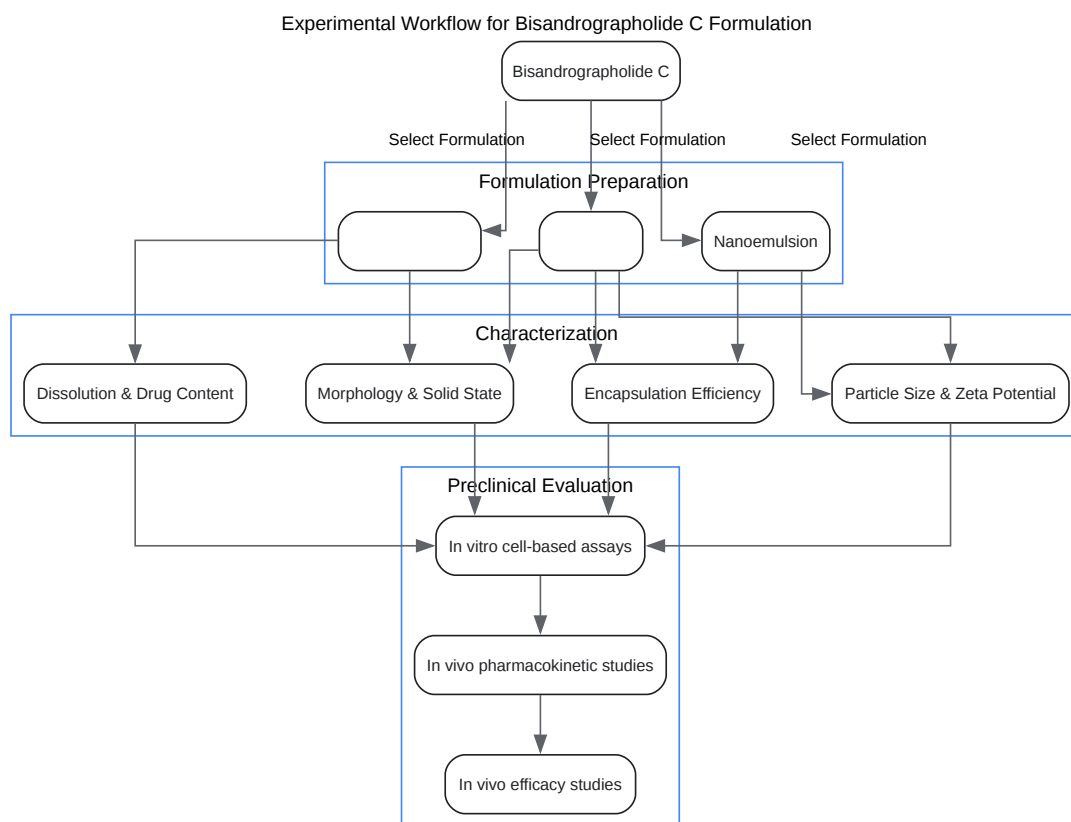 Experimental Workflow for Bisandrographolide C Formulation
Bisandrographolide C
Select Formulation
Select Formulation
Select Formulation
Formulation Preparation
Nanoemulsion
Characterization
Dissolution & Drug Content
Morphology & Solid State
Encapsulation Efficiency
Particle Size & Zeta Potential
Preclinical Evaluation
In vitro cell-based assays
In vivo pharmacokinetic studies
In vivo efficacy studies